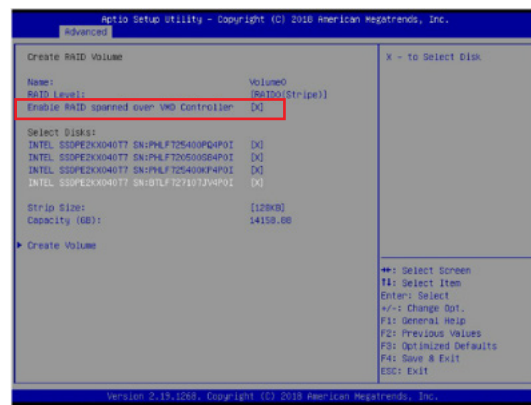 Aptio Setup Utility – Copyright (C) 2018 American Megatrends, Inc.
Advanced
Create RAID Volume
Name: Volume0
RAID Level: [RAID0(Stripe)]
Enable RAID spanned over VMD Controller [X]
Select Disks:
INTEL SSDPE2KX040T7 SN:PHLF725400PQ4P0I [X]
INTEL SSDPE2KX040T7 SN:PHLF720500S84P0I [X]
INTEL SSDPE2KX040T7 SN:PHLF725400KP4P0I [X]
INTEL SSDPE2KX040T7 SN:BTLF727107JV4P0I [X]
Strip Size: [128KB]
Capacity (GB): 14158.08
Create Volume
X – to Select Disk
→←: Select Screen
↑↓: Select Item
Enter: Select
+/-: Change Opt.
F1: General Help
F2: Previous Values
F3: Optimized Defaults
F4: Save & Exit
ESC: Exit
Version 2.19.1268. Copyright (C) 2018 American Megatrends, Inc.